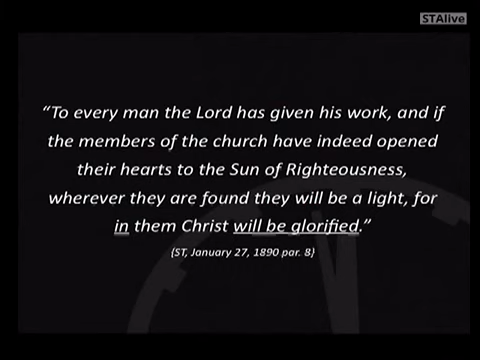 STAlive
“To every man the Lord has given his work, and if
the members of the church have indeed opened
their hearts to the Sun of Righteousness,
wherever they are found they will be a light, for
in them Christ will be glorified.”
{ST, January 27, 1890 par. 8}